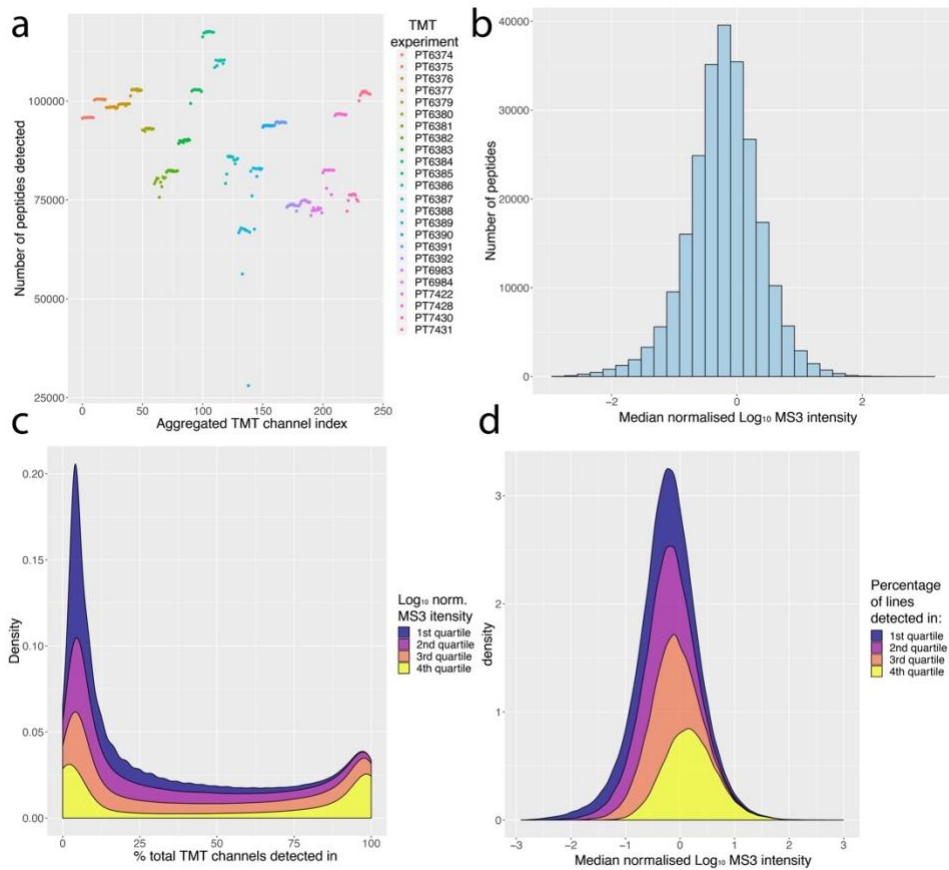 a
Number of peptides detected
100000
75000
50000
25000
0
50
100
150
200
250
Aggregated TMT channel index
TMT
experiment
PT6374
PT6375
PT6376
PT6377
PT6379
PT6380
PT6381
PT6382
PT6383
PT6384
PT6385
PT6386
PT6387
PT6388
PT6389
PT6390
PT6391
PT6392
PT6983
PT6984
PT7422
PT7428
PT7430
PT7431
b
Number of peptides
40000
30000
20000
10000
0
−2
0
2
Median normalised Log₁₀ MS3 intensity
c
Density
0.20
0.15
0.10
0.05
0.00
0
25
50
75
100
% total TMT channels detected in
Log₁₀ norm.
MS3 itensity
1st quartile
2nd quartile
3rd quartile
4th quartile
d
density
3
2
1
0
−3
−2
−1
0
1
2
3
Median normalised Log₁₀ MS3 intensity
Percentage
of lines
detected in:
1st quartile
2nd quartile
3rd quartile
4th quartile